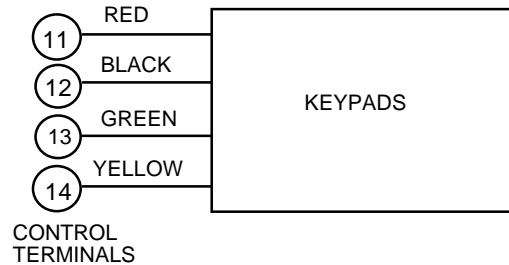 RED
11
BLACK
12
KEYPADS
GREEN
13
YELLOW
14
CONTROL
TERMINALS